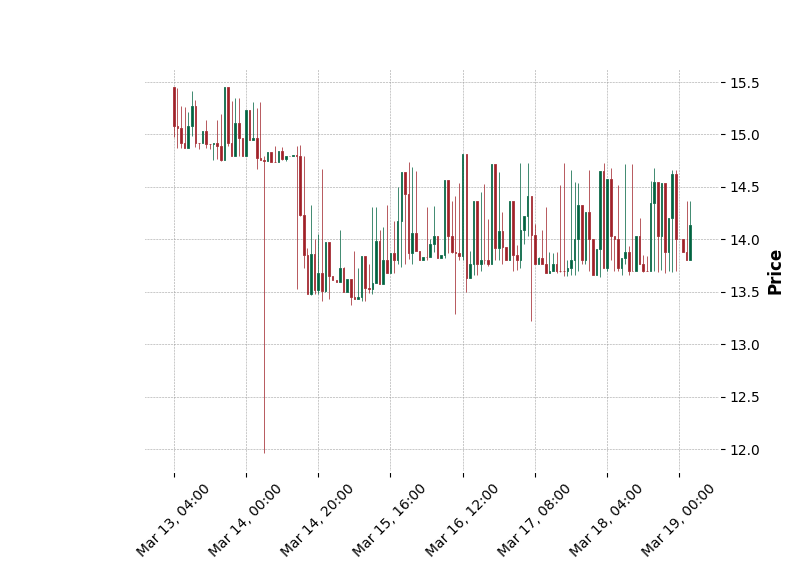 15.5
15.0
14.5
14.0
13.5
13.0
12.5
12.0
Price
Mar 13, 04:00
Mar 14, 00:00
Mar 14, 20:00
Mar 15, 16:00
Mar 16, 12:00
Mar 17, 08:00
Mar 18, 04:00
Mar 19, 00:00